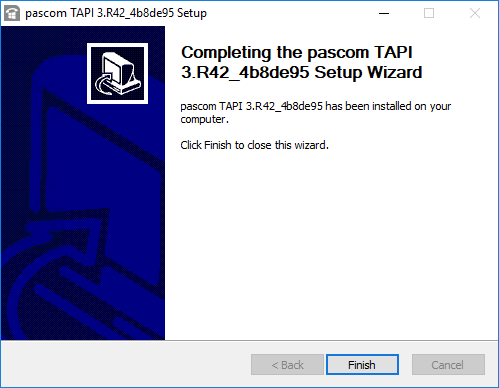 pascom TAPI 3.R42_4b8de95 Setup
Completing the pascom TAPI
3.R42_4b8de95 Setup Wizard
pascom TAPI 3.R42_4b8de95 has been installed on your
computer.
Click Finish to close this wizard.
< Back
Finish
Cancel